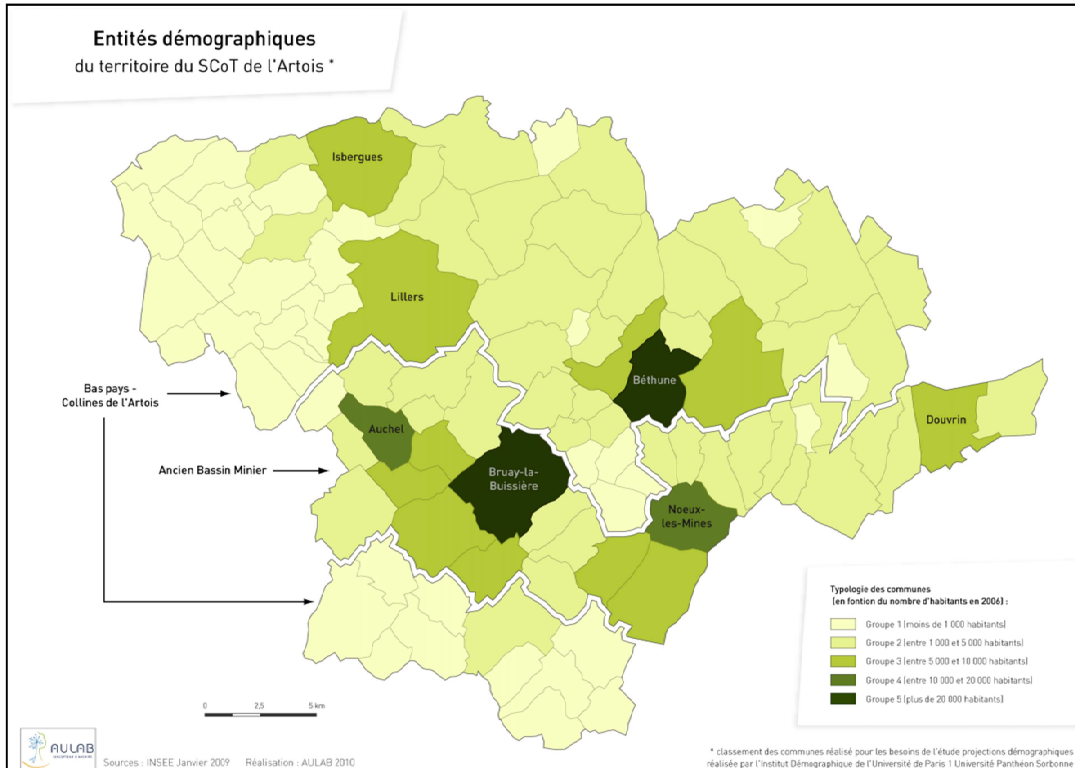 Entités démographiques
du territoire du SCoT de l'Artois *
Isbergues
Lillers
Béthune
Bas pays -
Collines de l'Artois
Auchel
Douvrin
Ancien Bassin Minier
Bruay-la-
Buissière
Noeux-
les-Mines
Typologie des communes
(en fontion du nombre d'habitants en 2006) :
Groupe 1 (moins de 1 000 habitants)
Groupe 2 (entre 1 000 et 5 000 habitants)
Groupe 3 (entre 5 000 et 10 000 habitants)
Groupe 4 (entre 10 000 et 20 000 habitants)
Groupe 5 (plus de 20 000 habitants)
0 2,5 5 km
AULAB
Sources : INSEE Janvier 2009 Réalisation : AULAB 2010
* classement des communes réalisé pour les besoins de l'étude projections démographiques
réalisée par l'Institut Démographique de l'Université de Paris 1 Université Panthéon Sorbonne